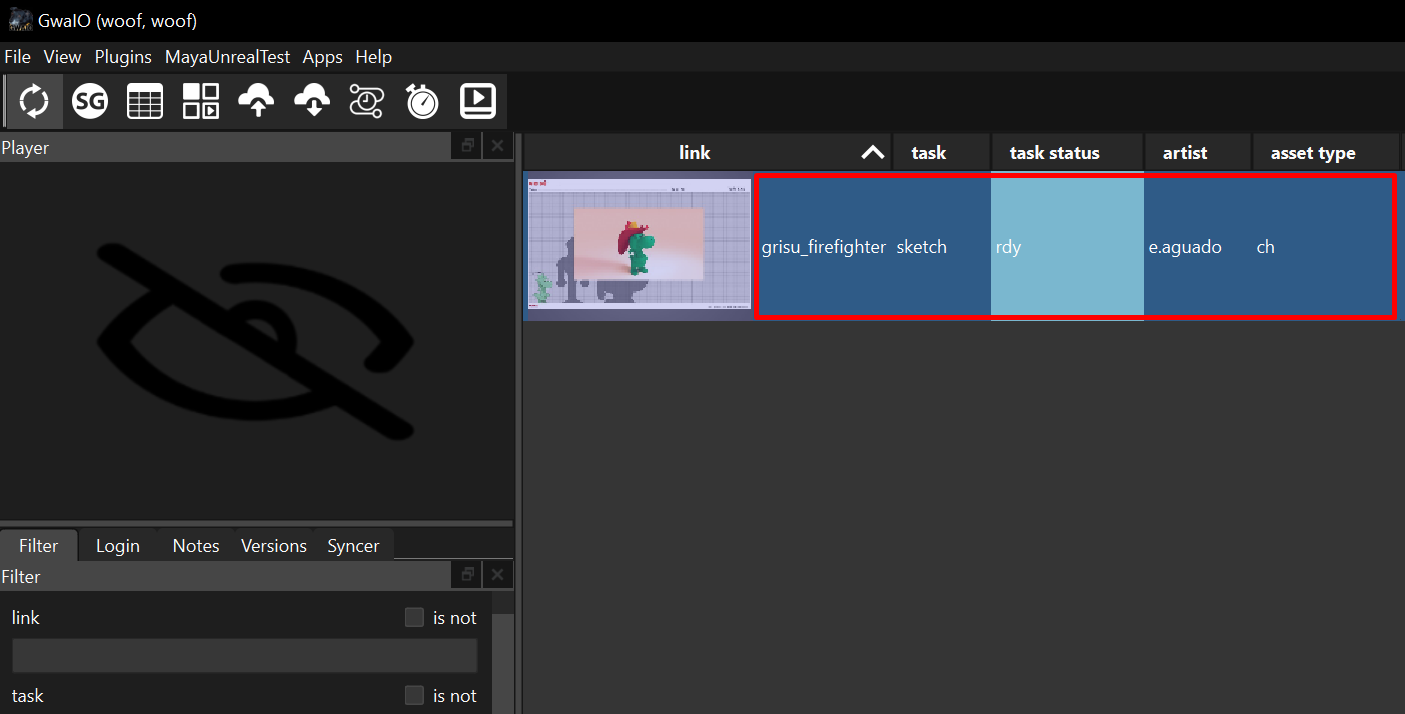 GwaIO (woof, woof)
File View Plugins MayaUnrealTest Apps Help
SG
Player
link task task status artist asset type
grisu_firefighter sketch rdy e.aguado ch
Filter Login Notes Versions Syncer
Filter
link is not
task is not